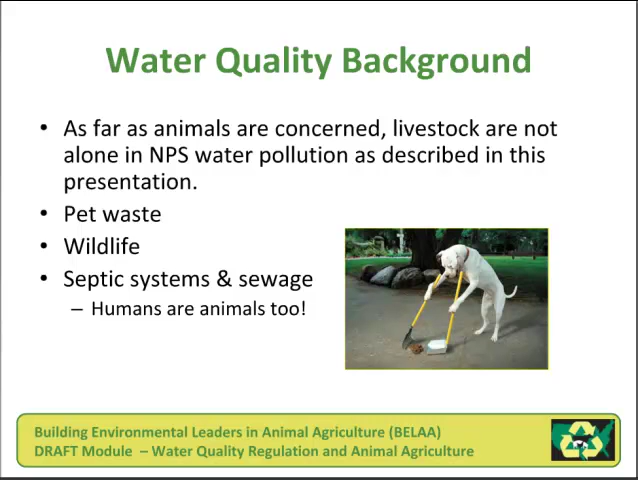 Water Quality Background
• As far as animals are concerned, livestock are not
alone in NPS water pollution as described in this
presentation.
• Pet waste
• Wildlife
• Septic systems & sewage
– Humans are animals too!
Building Environmental Leaders in Animal Agriculture (BELAA)
DRAFT Module – Water Quality Regulation and Animal Agriculture